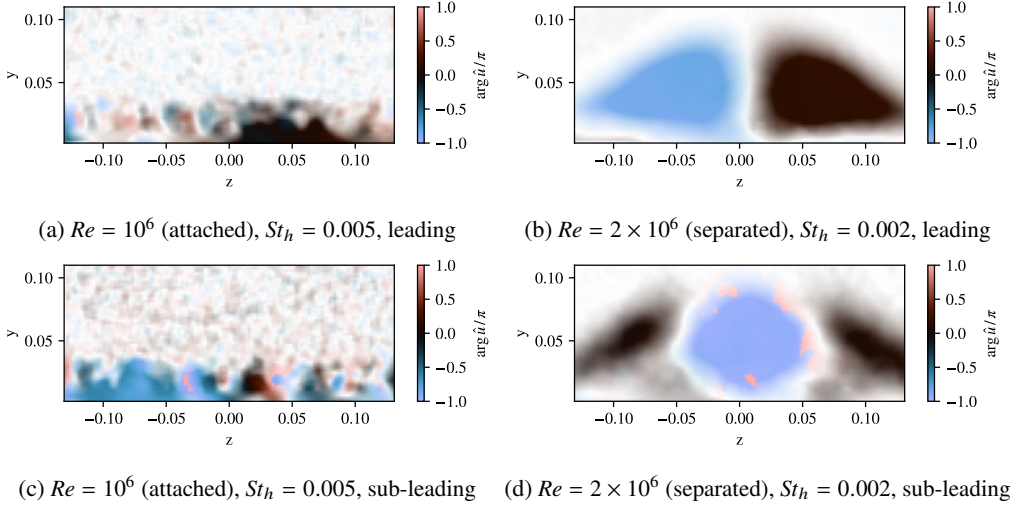 0.10
0.05
y
−0.10 −0.05 0.00 0.05 0.10
z
1.0
0.5
0.0
−0.5
−1.0
arg û/π
0.10
0.05
y
−0.10 −0.05 0.00 0.05 0.10
z
1.0
0.5
0.0
−0.5
−1.0
arg û/π
(a) Re = 10⁶ (attached), St_h = 0.005, leading
(b) Re = 2 × 10⁶ (separated), St_h = 0.002, leading
0.10
0.05
y
−0.10 −0.05 0.00 0.05 0.10
z
1.0
0.5
0.0
−0.5
−1.0
arg û/π
0.10
0.05
y
−0.10 −0.05 0.00 0.05 0.10
z
1.0
0.5
0.0
−0.5
−1.0
arg û/π
(c) Re = 10⁶ (attached), St_h = 0.005, sub-leading
(d) Re = 2 × 10⁶ (separated), St_h = 0.002, sub-leading